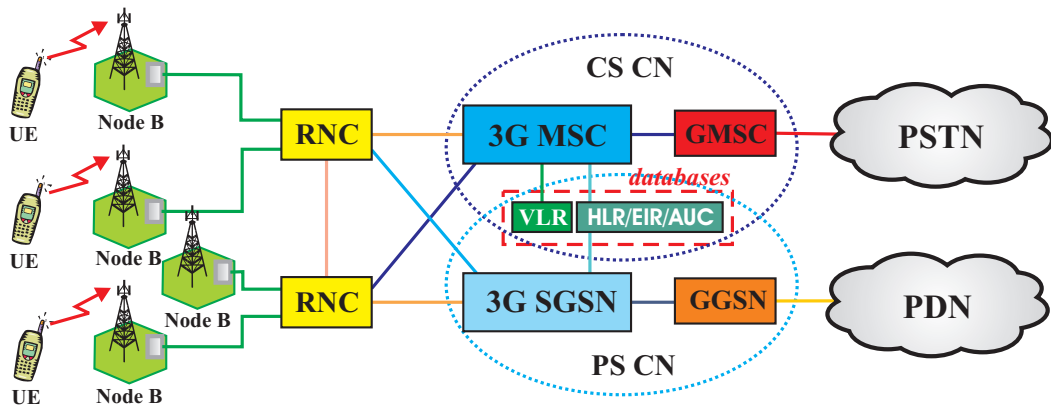 CS CN
UE
Node B
RNC
3G MSC
GMSC
PSTN
databases
VLR
HLR/EIR/AUC
UE
Node B
Node B
RNC
3G SGSN
GGSN
PDN
PS CN
UE
Node B